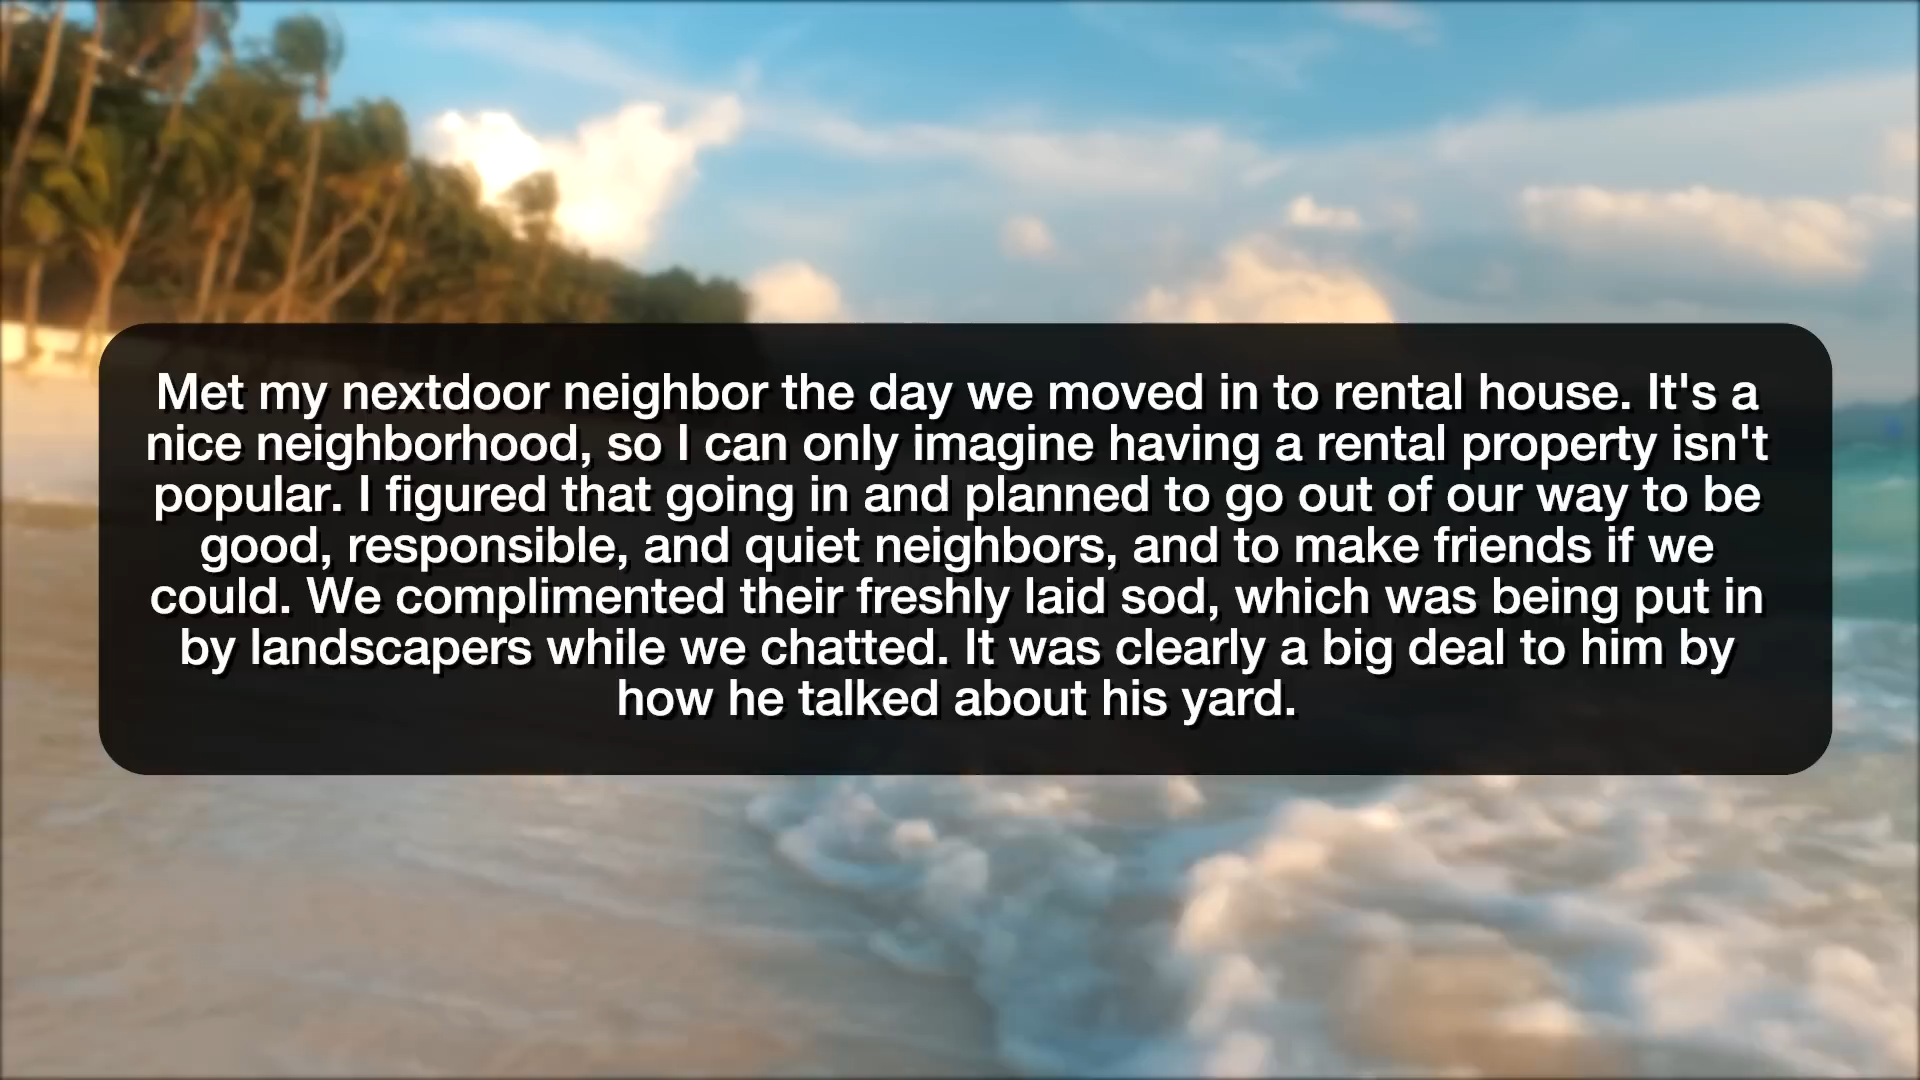 Met my nextdoor neighbor the day we moved in to rental house. It's a
nice neighborhood, so I can only imagine having a rental property isn't
popular. I figured that going in and planned to go out of our way to be
good, responsible, and quiet neighbors, and to make friends if we
could. We complimented their freshly laid sod, which was being put in
by landscapers while we chatted. It was clearly a big deal to him by
how he talked about his yard.